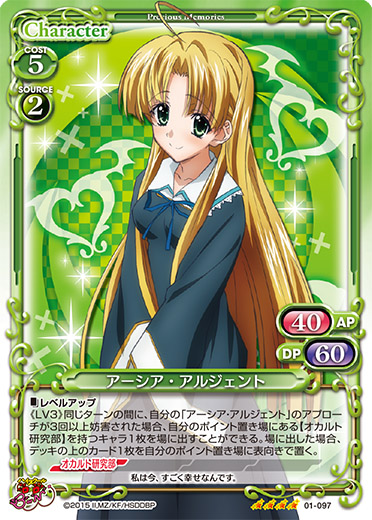 Precious Memories
Character
COST
5
SOURCE
2
40 AP
DP 60
アーシア・アルジェント
■レベルアップ
《LV3》同じターンの間に、自分の「アーシア・アルジェント」のアプロー
チが3回以上妨害された場合、自分のポイント置き場にある【オカルト
研究部】を持つキャラ1枚を場に出すことができる。場に出した場合、
デッキの上のカード1枚を自分のポイント置き場に表向きで置く。
オカルト研究部
私は今、すごく幸せなんです。
©2015 II,MZ/KF/HSDDBP
01-097